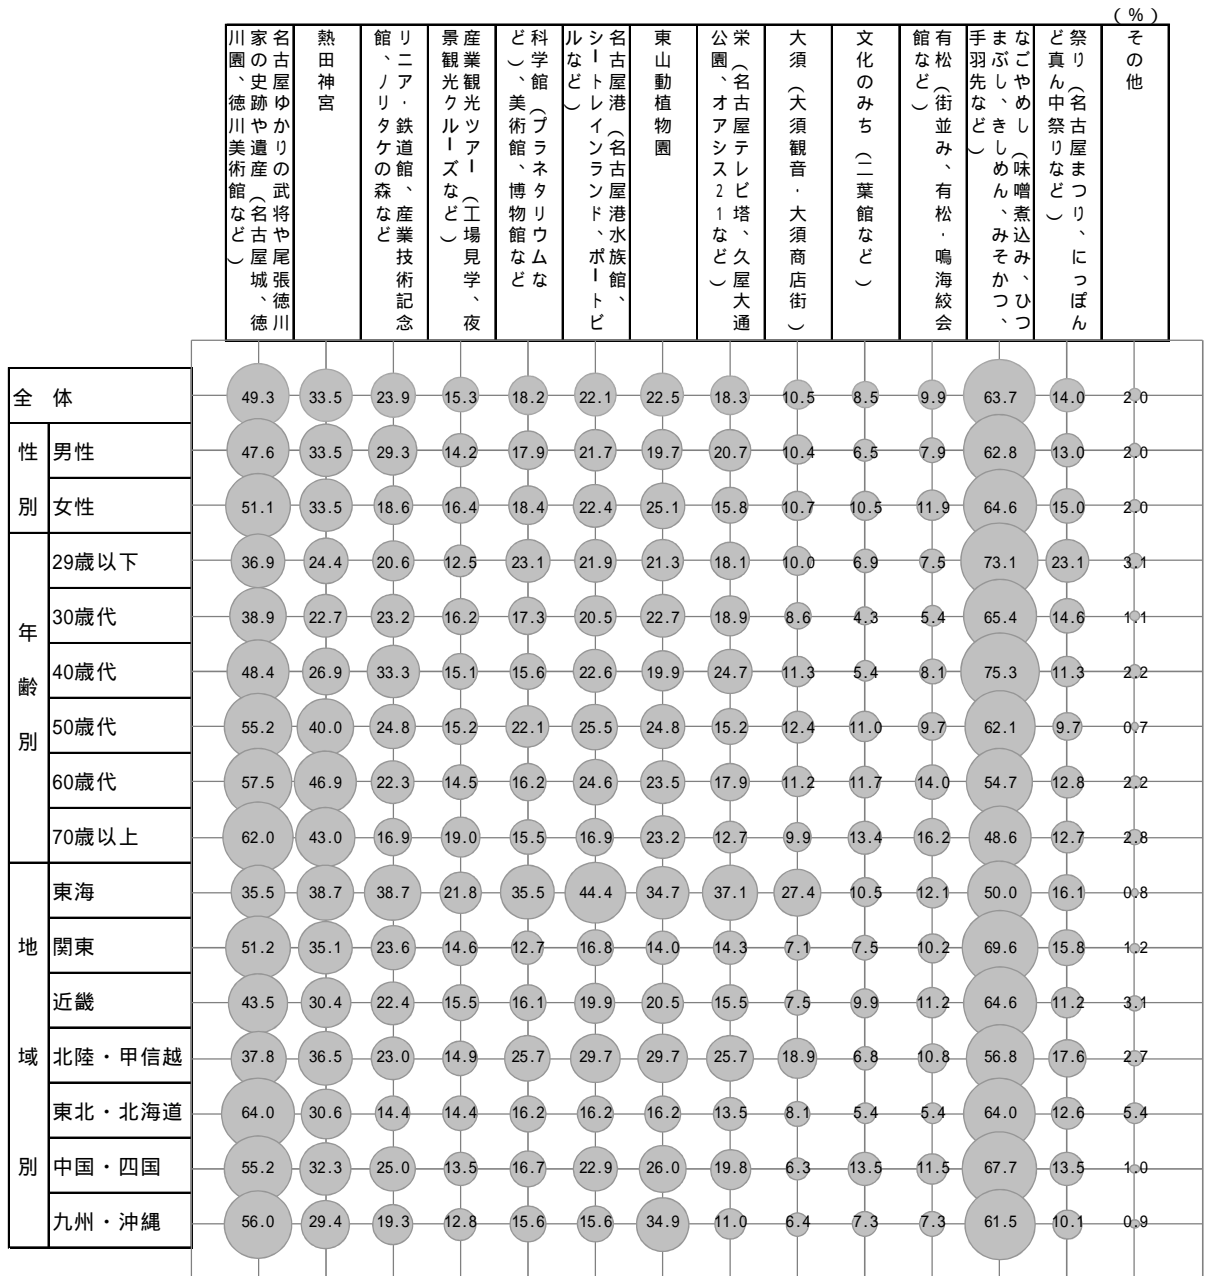 （％）
名古屋ゆかりの武将や尾張徳川
家の史跡や遺産（名古屋城、徳
川園、徳川美術館など）
熱田神宮
リニア・鉄道館、産業技術記念
館、ノリタケの森など
産業観光ツアー（工場見学、夜
景観光クルーズなど）
科学館（プラネタリウムな
ど）、美術館、博物館など
名古屋港（名古屋港水族館、
シートレインランド、ポートビ
ルなど）
東山動植物園
栄（名古屋テレビ塔、久屋大通
公園、オアシス21など）
大須（大須観音・大須商店街）
文化のみち（二葉館など）
有松（街並み、有松・鳴海絞会
館など）
なごやめし（味噌煮込み、ひつ
まぶし、きしめん、みそかつ、
手羽先など）
祭り（名古屋まつり、にっぽん
ど真ん中祭りなど）
その他
全 体 49.3 33.5 23.9 15.3 18.2 22.1 22.5 18.3 10.5 8.5 9.9 63.7 14.0 2.0
性別
男性 47.6 33.5 29.3 14.2 17.9 21.7 19.7 20.7 10.4 6.5 7.9 62.8 13.0 2.0
女性 51.1 33.5 18.6 16.4 18.4 22.4 25.1 15.8 10.7 10.5 11.9 64.6 15.0 2.0
年齢別
29歳以下 36.9 24.4 20.6 12.5 23.1 21.9 21.3 18.1 10.0 6.9 7.5 73.1 23.1 3.1
30歳代 38.9 22.7 23.2 16.2 17.3 20.5 22.7 18.9 8.6 4.3 5.4 65.4 14.6 1.1
40歳代 48.4 26.9 33.3 15.1 15.6 22.6 19.9 24.7 11.3 5.4 8.1 75.3 11.3 2.2
50歳代 55.2 40.0 24.8 15.2 22.1 25.5 24.8 15.2 12.4 11.0 9.7 62.1 9.7 0.7
60歳代 57.5 46.9 22.3 14.5 16.2 24.6 23.5 17.9 11.2 11.7 14.0 54.7 12.8 2.2
70歳以上 62.0 43.0 16.9 19.0 15.5 16.9 23.2 12.7 9.9 13.4 16.2 48.6 12.7 2.8
地域別
東海 35.5 38.7 38.7 21.8 35.5 44.4 34.7 37.1 27.4 10.5 12.1 50.0 16.1 0.8
関東 51.2 35.1 23.6 14.6 12.7 16.8 14.0 14.3 7.1 7.5 10.2 69.6 15.8 1.2
近畿 43.5 30.4 22.4 15.5 16.1 19.9 20.5 15.5 7.5 9.9 11.2 64.6 11.2 3.1
北陸・甲信越 37.8 36.5 23.0 14.9 25.7 29.7 29.7 25.7 18.9 6.8 10.8 56.8 17.6 2.7
東北・北海道 64.0 30.6 14.4 14.4 16.2 16.2 16.2 13.5 8.1 5.4 5.4 64.0 12.6 5.4
中国・四国 55.2 32.3 25.0 13.5 16.7 22.9 26.0 19.8 6.3 13.5 11.5 67.7 13.5 1.0
九州・沖縄 56.0 29.4 19.3 12.8 15.6 15.6 34.9 11.0 6.4 7.3 7.3 61.5 10.1 0.9